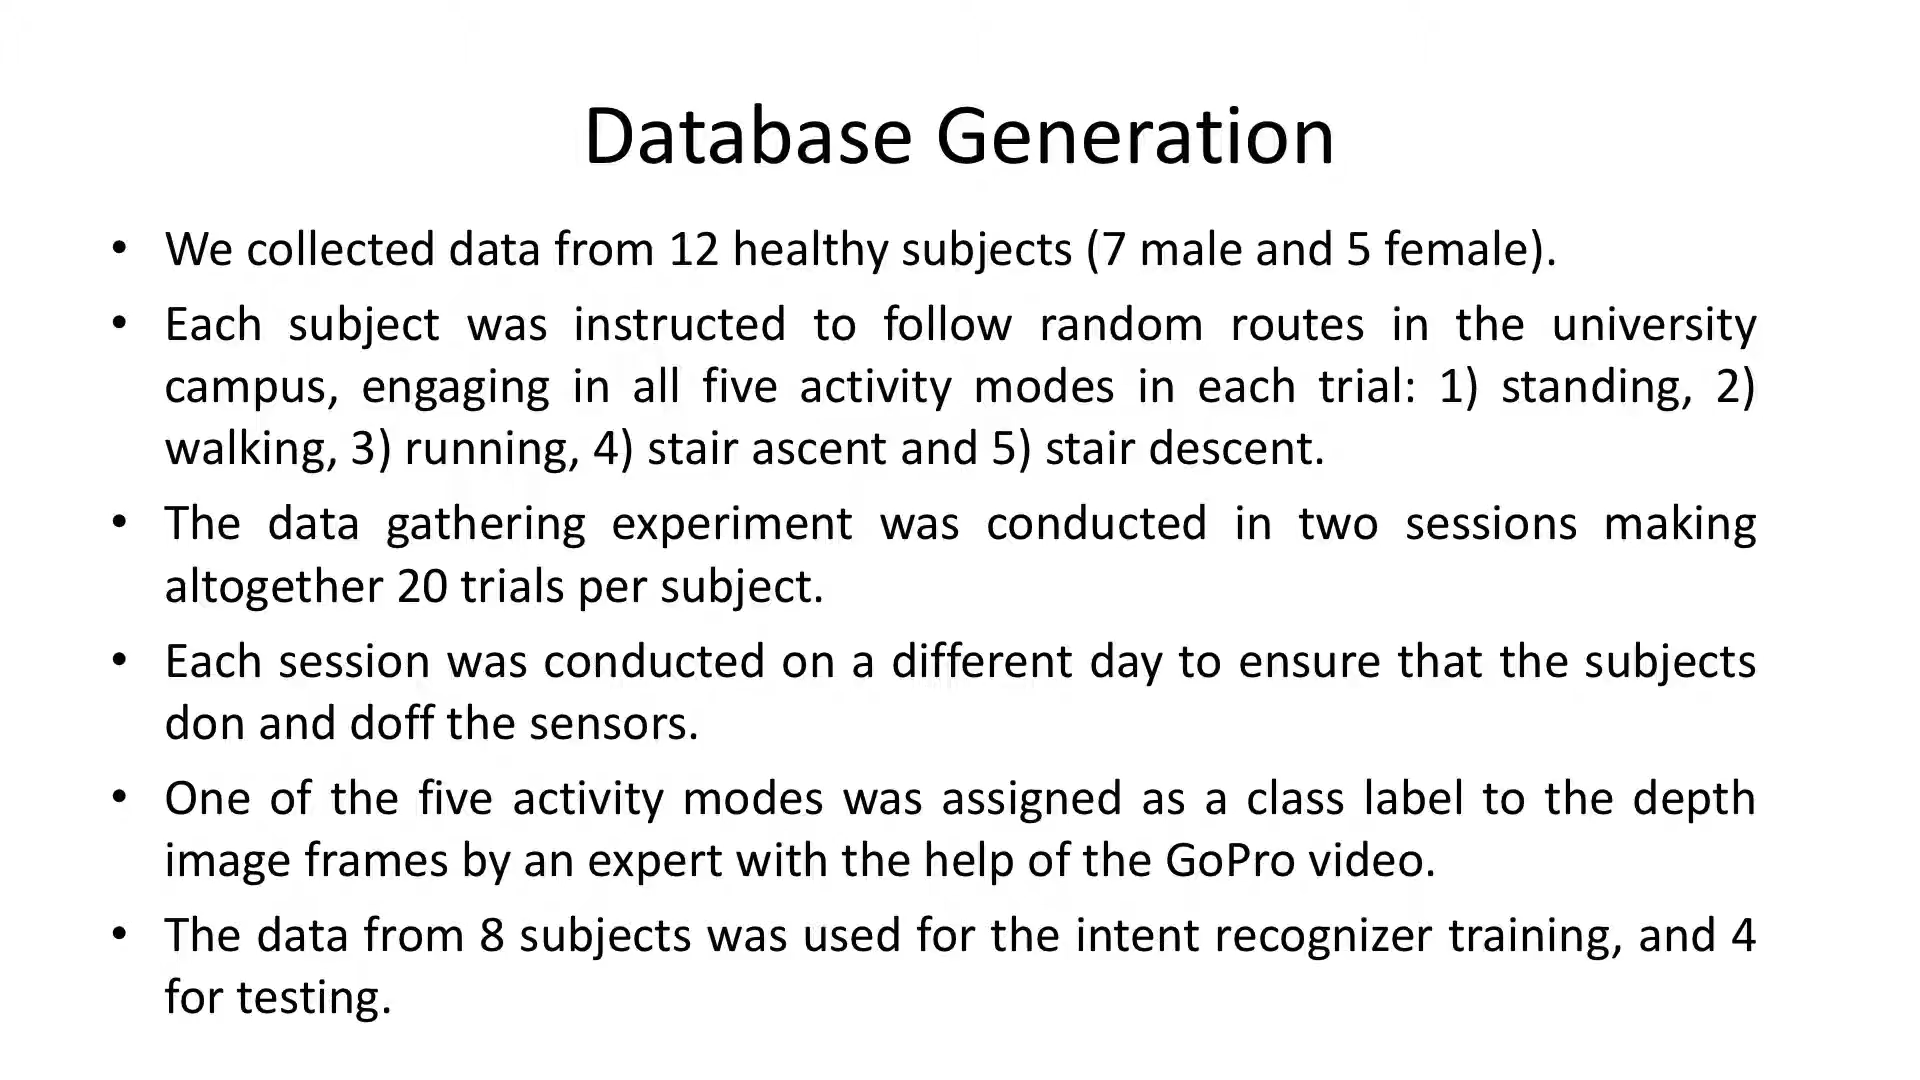 Database Generation
• We collected data from 12 healthy subjects (7 male and 5 female).
• Each subject was instructed to follow random routes in the university
campus, engaging in all five activity modes in each trial: 1) standing, 2)
walking, 3) running, 4) stair ascent and 5) stair descent.
• The data gathering experiment was conducted in two sessions making
altogether 20 trials per subject.
• Each session was conducted on a different day to ensure that the subjects
don and doff the sensors.
• One of the five activity modes was assigned as a class label to the depth
image frames by an expert with the help of the GoPro video.
• The data from 8 subjects was used for the intent recognizer training, and 4
for testing.